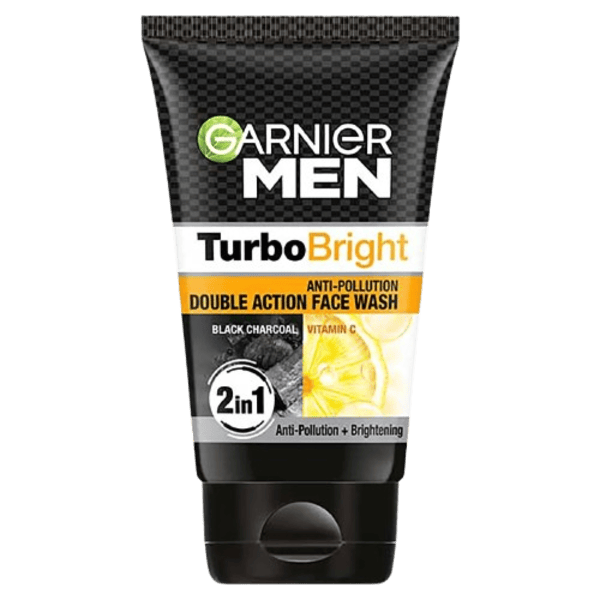 GARNIER
MEN
TurboBright
ANTI-POLLUTION
DOUBLE ACTION FACE WASH
BLACK CHARCOAL VITAMIN C
2in1
Anti-Pollution + Brightening